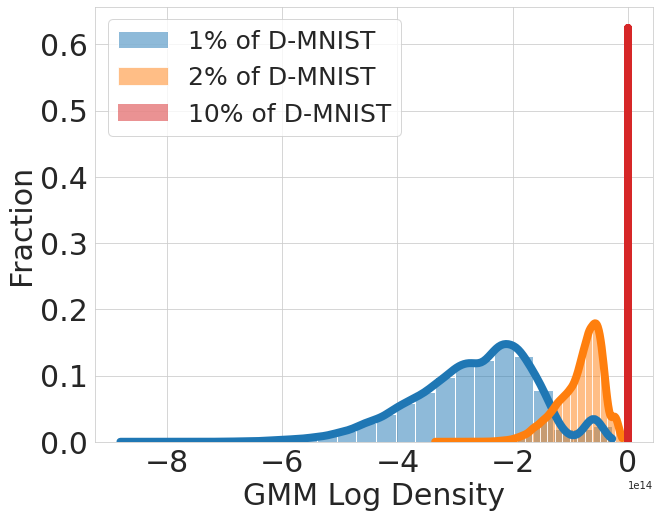 1% of D-MNIST
2% of D-MNIST
10% of D-MNIST
0.6
0.5
0.4
0.3
0.2
0.1
0.0
Fraction
−8 −6 −4 −2 0
1e14
GMM Log Density